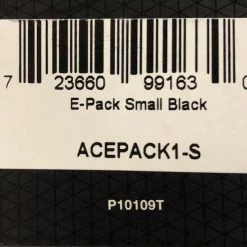 7 23660 99163 0
E-Pack Small Black
ACEPACK1-S
P10109T